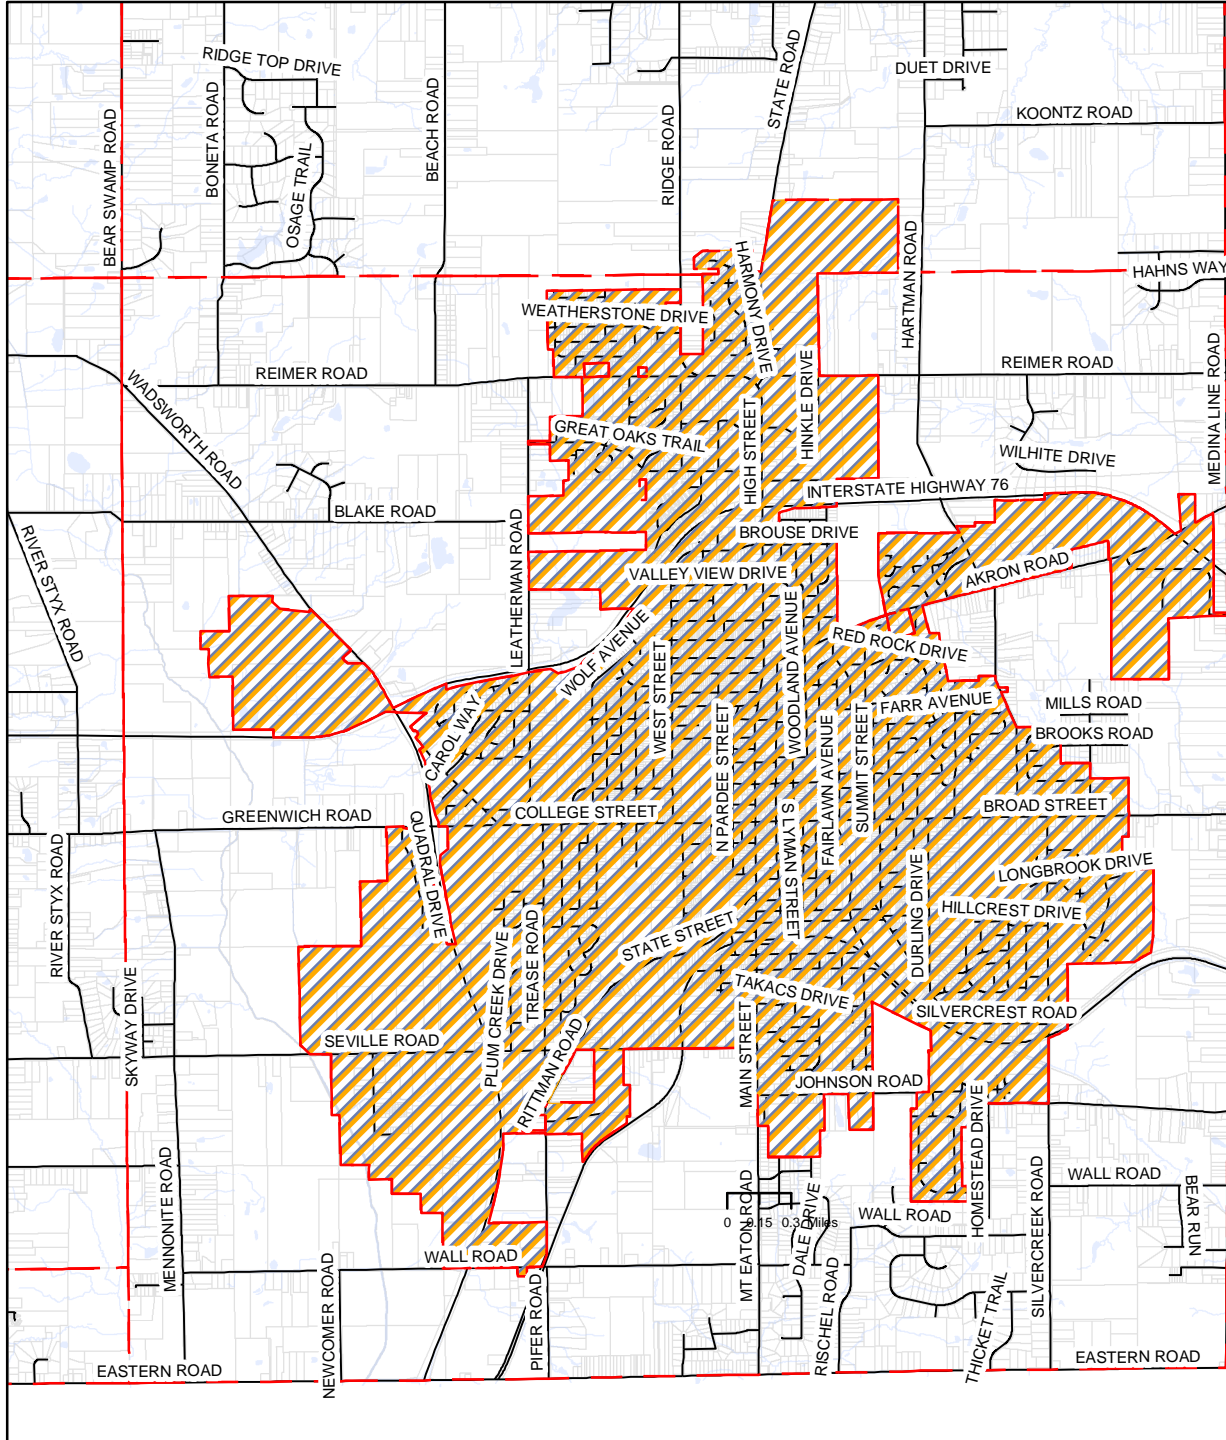 RIDGE TOP DRIVE
DUET DRIVE
STATE ROAD
KOONTZ ROAD
BEACH ROAD
BONETA ROAD
BEAR SWAMP ROAD
RIDGE ROAD
OSAGE TRAIL
HARMONY DRIVE
HARTMAN ROAD
HAHNS WAY
WEATHERSTONE DRIVE
REIMER ROAD
REIMER ROAD
MEDINA LINE ROAD
WADSWORTH ROAD
HINKLE DRIVE
HIGH STREET
GREAT OAKS TRAIL
WILHITE DRIVE
INTERSTATE HIGHWAY 76
BLAKE ROAD
BROUSE DRIVE
RIVER STYX ROAD
LEATHERMAN ROAD
VALLEY VIEW DRIVE
AKRON ROAD
WOLF AVENUE
WOODLAND AVENUE
RED ROCK DRIVE
WEST STREET
CAROL WAY
FARR AVENUE
MILLS ROAD
BROOKS ROAD
N PARDEE STREET
FAIRLAWN AVENUE
SUMMIT STREET
GREENWICH ROAD
COLLEGE STREET
BROAD STREET
S LYMAN STREET
QUADRAL DRIVE
RIVER STYX ROAD
LONGBROOK DRIVE
HILLCREST DRIVE
DURLING DRIVE
STATE STREET
TREASE ROAD
PLUM CREEK DRIVE
TAKACS DRIVE
SILVERCREST ROAD
SKYWAY DRIVE
SEVILLE ROAD
MAIN STREET
RITTMAN ROAD
JOHNSON ROAD
HOMESTEAD DRIVE
MENNONITE ROAD
WALL ROAD
BEAR RUN
MT EATON ROAD
0 0.15 0.3 Miles
DALE DRIVE
WALL ROAD
SILVERCREEK ROAD
WALL ROAD
NEWCOMER ROAD
PIFER ROAD
RISCHEL ROAD
THICKET TRAIL
EASTERN ROAD
EASTERN ROAD